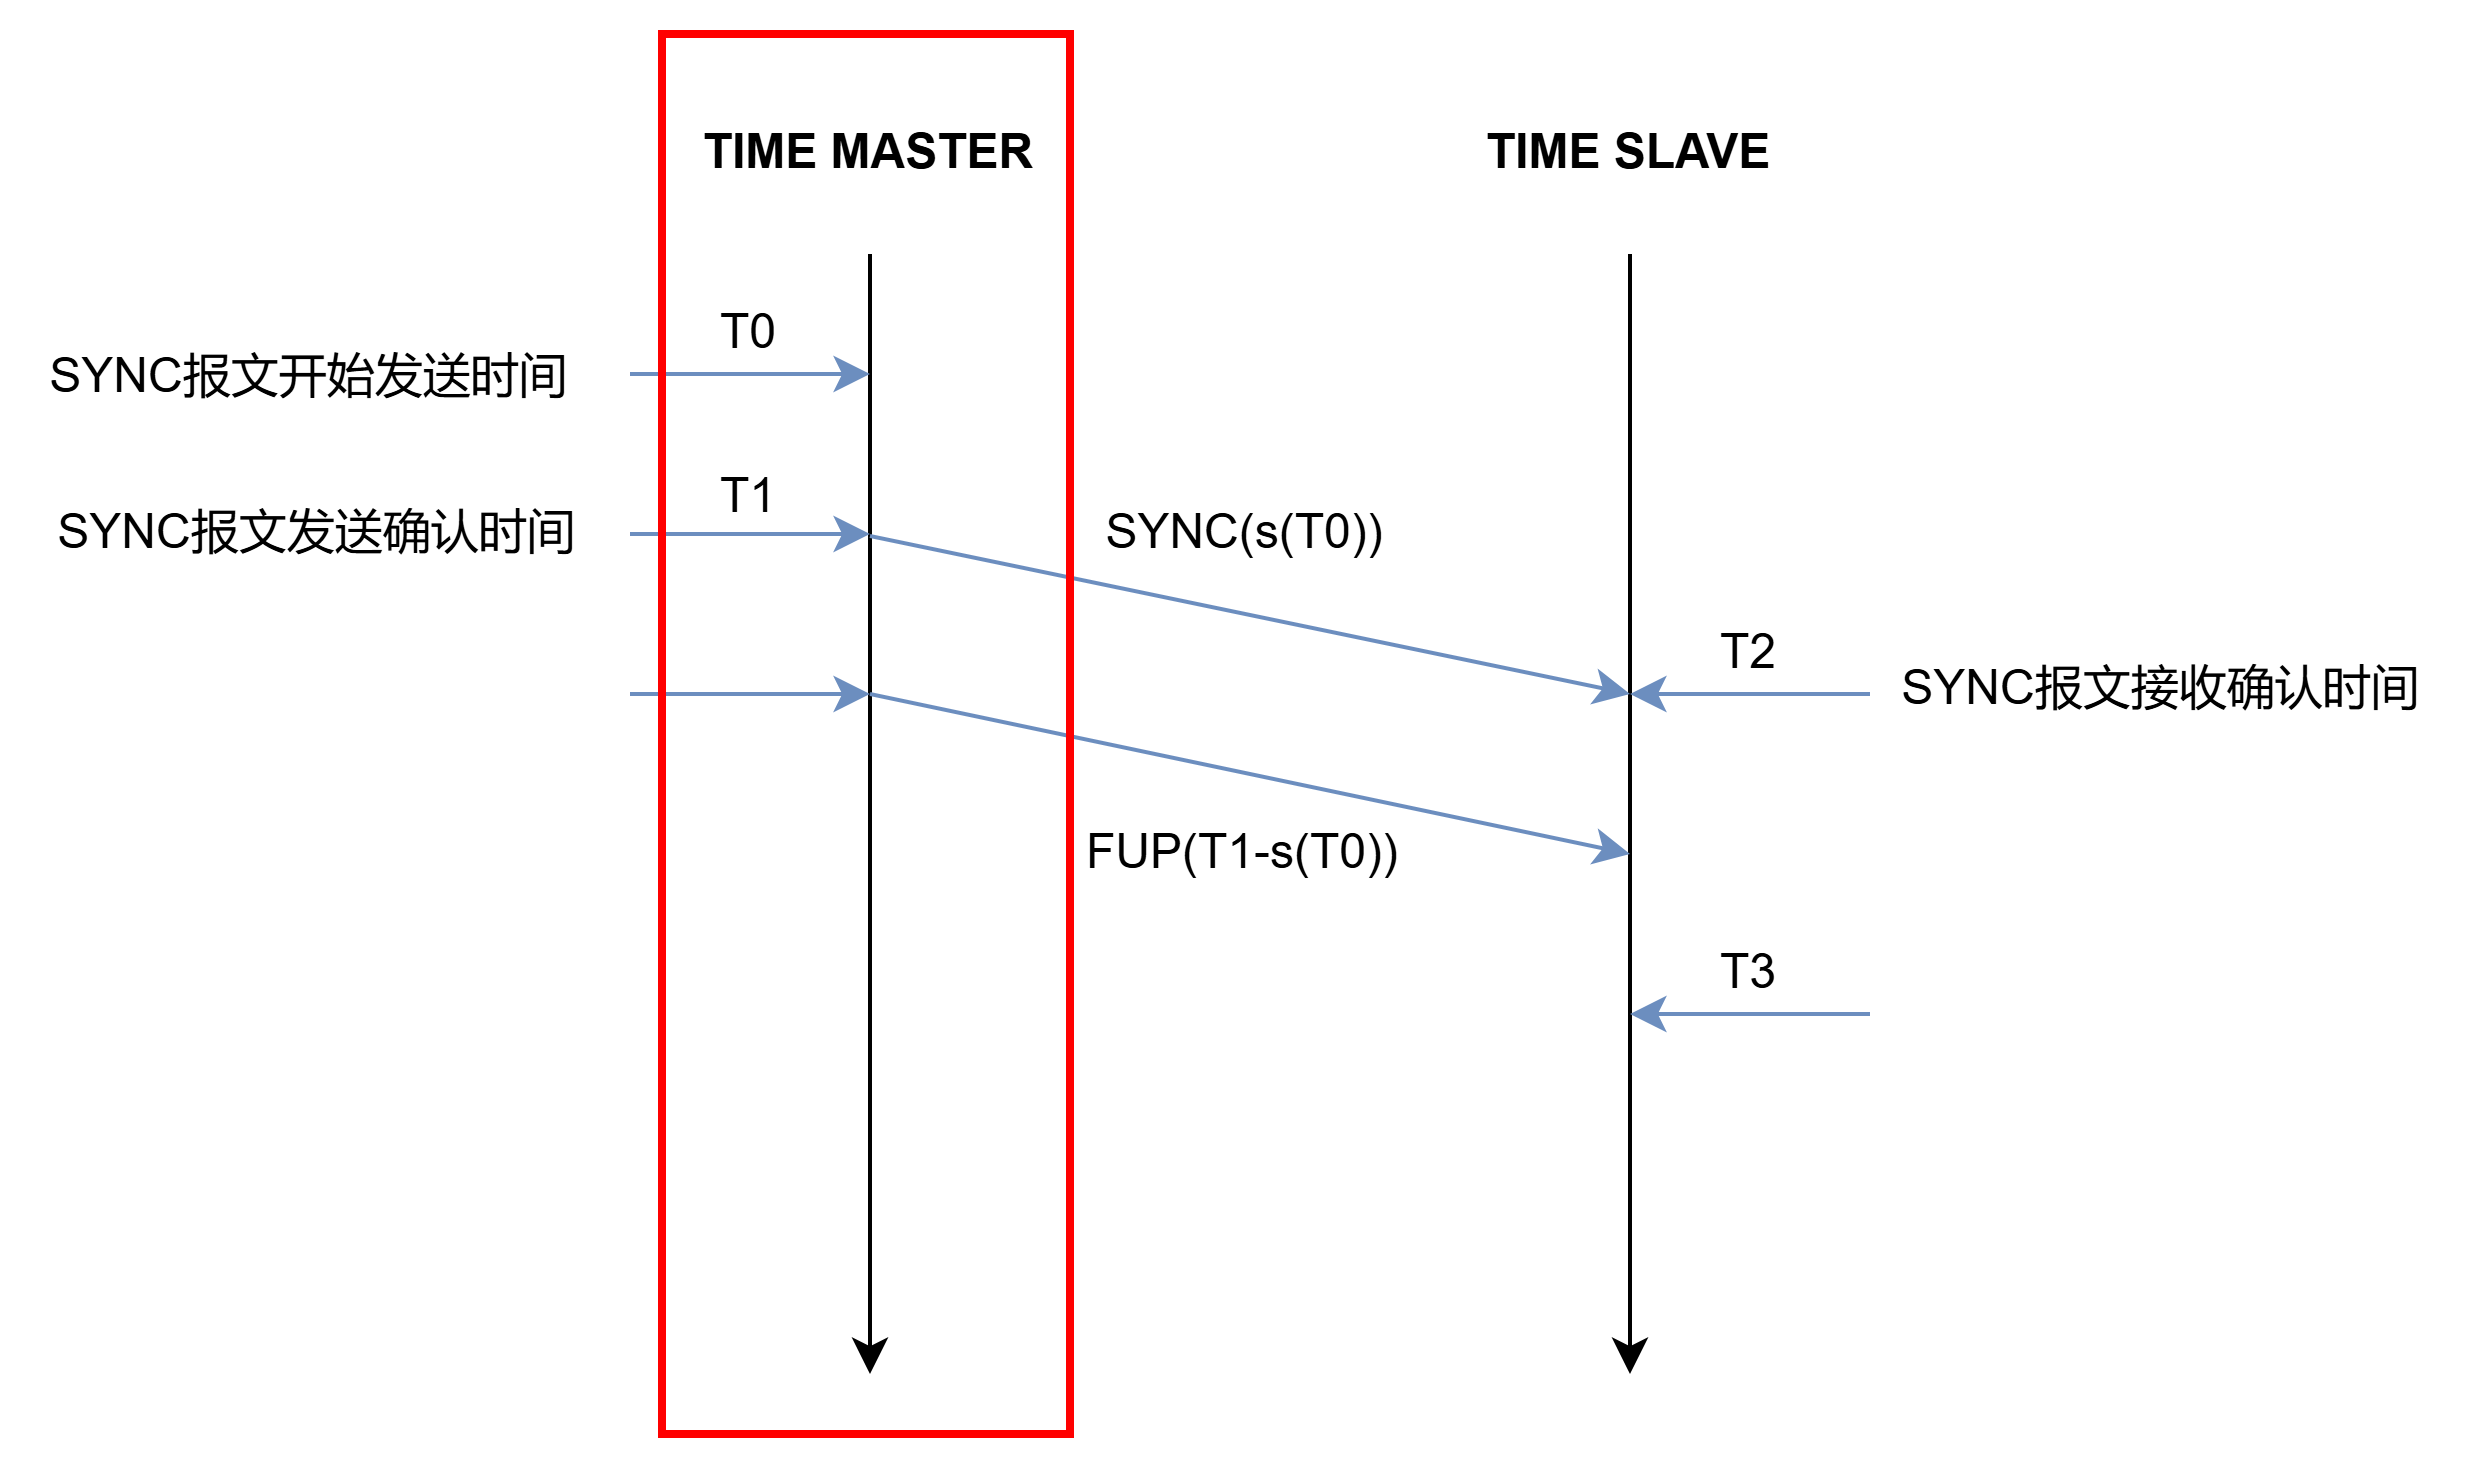 TIME MASTER
TIME SLAVE
T0
SYNC报文开始发送时间
T1
SYNC报文发送确认时间
SYNC(s(T0))
T2
SYNC报文接收确认时间
FUP(T1-s(T0))
T3